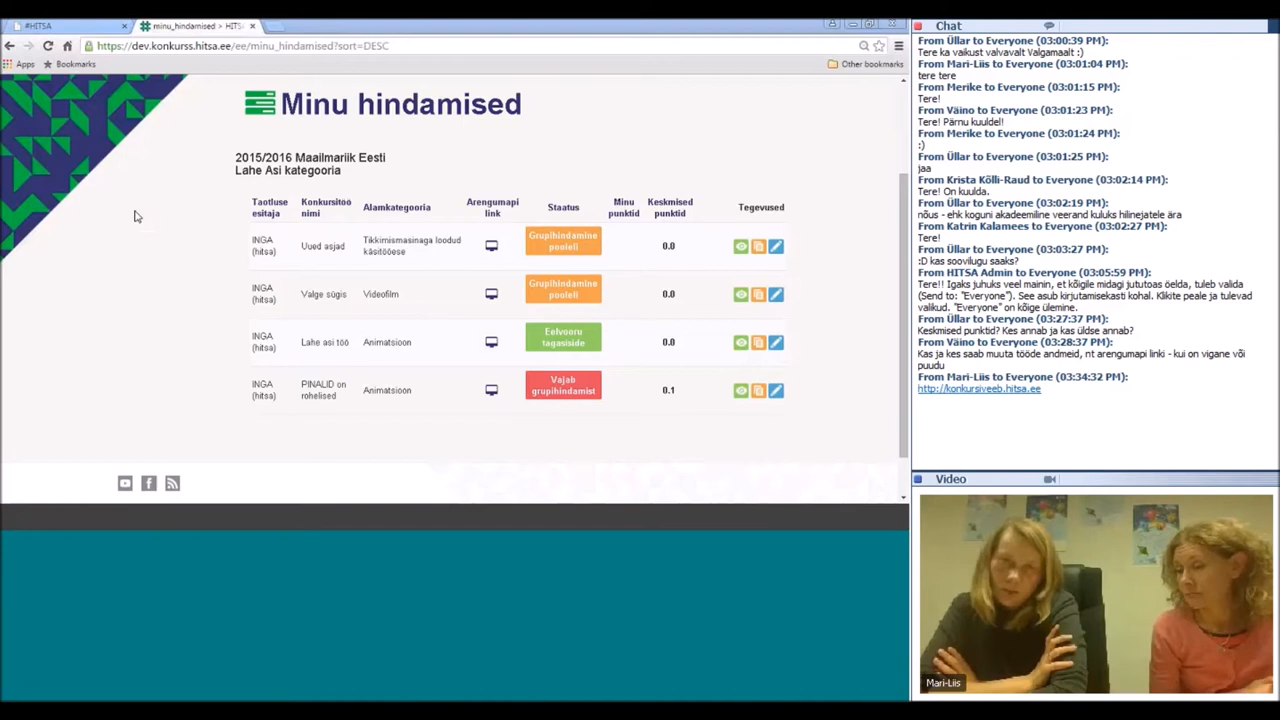 #HITSA
minu_hindamised > HITSA
https://dev.konkurss.hitsa.ee/ee/minu_hindamised?sort=DESC
Apps Bookmarks Other bookmarks
Minu hindamised
2015/2016 Maailmariik Eesti
Lahe Asi kategooria
Taotluse esitaja Konkursitöö nimi Alamkategooria Arengumapi link Staatus Minu punktid Keskmised punktid Tegevused
INGA (hitsa) Uued asjad Tikkimismasinaga loodud käsitööese Grupihindamine pooleli 0.0
INGA (hitsa) Valge sügis Videofilm Grupihindamine pooleli 0.0
INGA (hitsa) Lahe asi töö Animatsioon Eelvooru tagasiside 0.0
INGA (hitsa) PINALID on rohelised Animatsioon Vajab grupihindamist 0.1
Chat
From Üllar to Everyone (03:00:39 PM):
Tere ka vaikust valvavalt Valgamaalt :)
From Mari-Liis to Everyone (03:01:04 PM):
tere tere
From Merike to Everyone (03:01:15 PM):
Tere!
From Väino to Everyone (03:01:23 PM):
Tere! Pärnu kuuldel!
From Merike to Everyone (03:01:24 PM):
:)
From Üllar to Everyone (03:01:25 PM):
jaa
From Krista Kõlli-Raud to Everyone (03:02:14 PM):
Tere! On kuulda.
From Üllar to Everyone (03:02:19 PM):
nõus - ehk koguni akadeemiline veerand kuluks hilinejatele ära
From Katrin Kalamees to Everyone (03:02:27 PM):
Tere!
From Üllar to Everyone (03:03:27 PM):
:D kas soovilugu saaks?
From HITSA Admin to Everyone (03:05:59 PM):
Tere!! Igaks juhuks veel mainin, et kõigile midagi jututoas öelda, tuleb valida
(Send to: "Everyone"). See asub kirjutamisekasti kohal. Klikite peale ja tulevad
valikud. "Everyone" on kõige ülemine.
From Üllar to Everyone (03:27:37 PM):
Keskmised punktid? Kes annab ja kas üldse annab?
From Väino to Everyone (03:28:37 PM):
Kas ja kes saab muuta tööde andmeid, nt arengumapi linki - kui on vigane või
puudu
From Mari-Liis to Everyone (03:34:32 PM):
http://konkursiveeb.hitsa.ee
Video
Mari-Liis